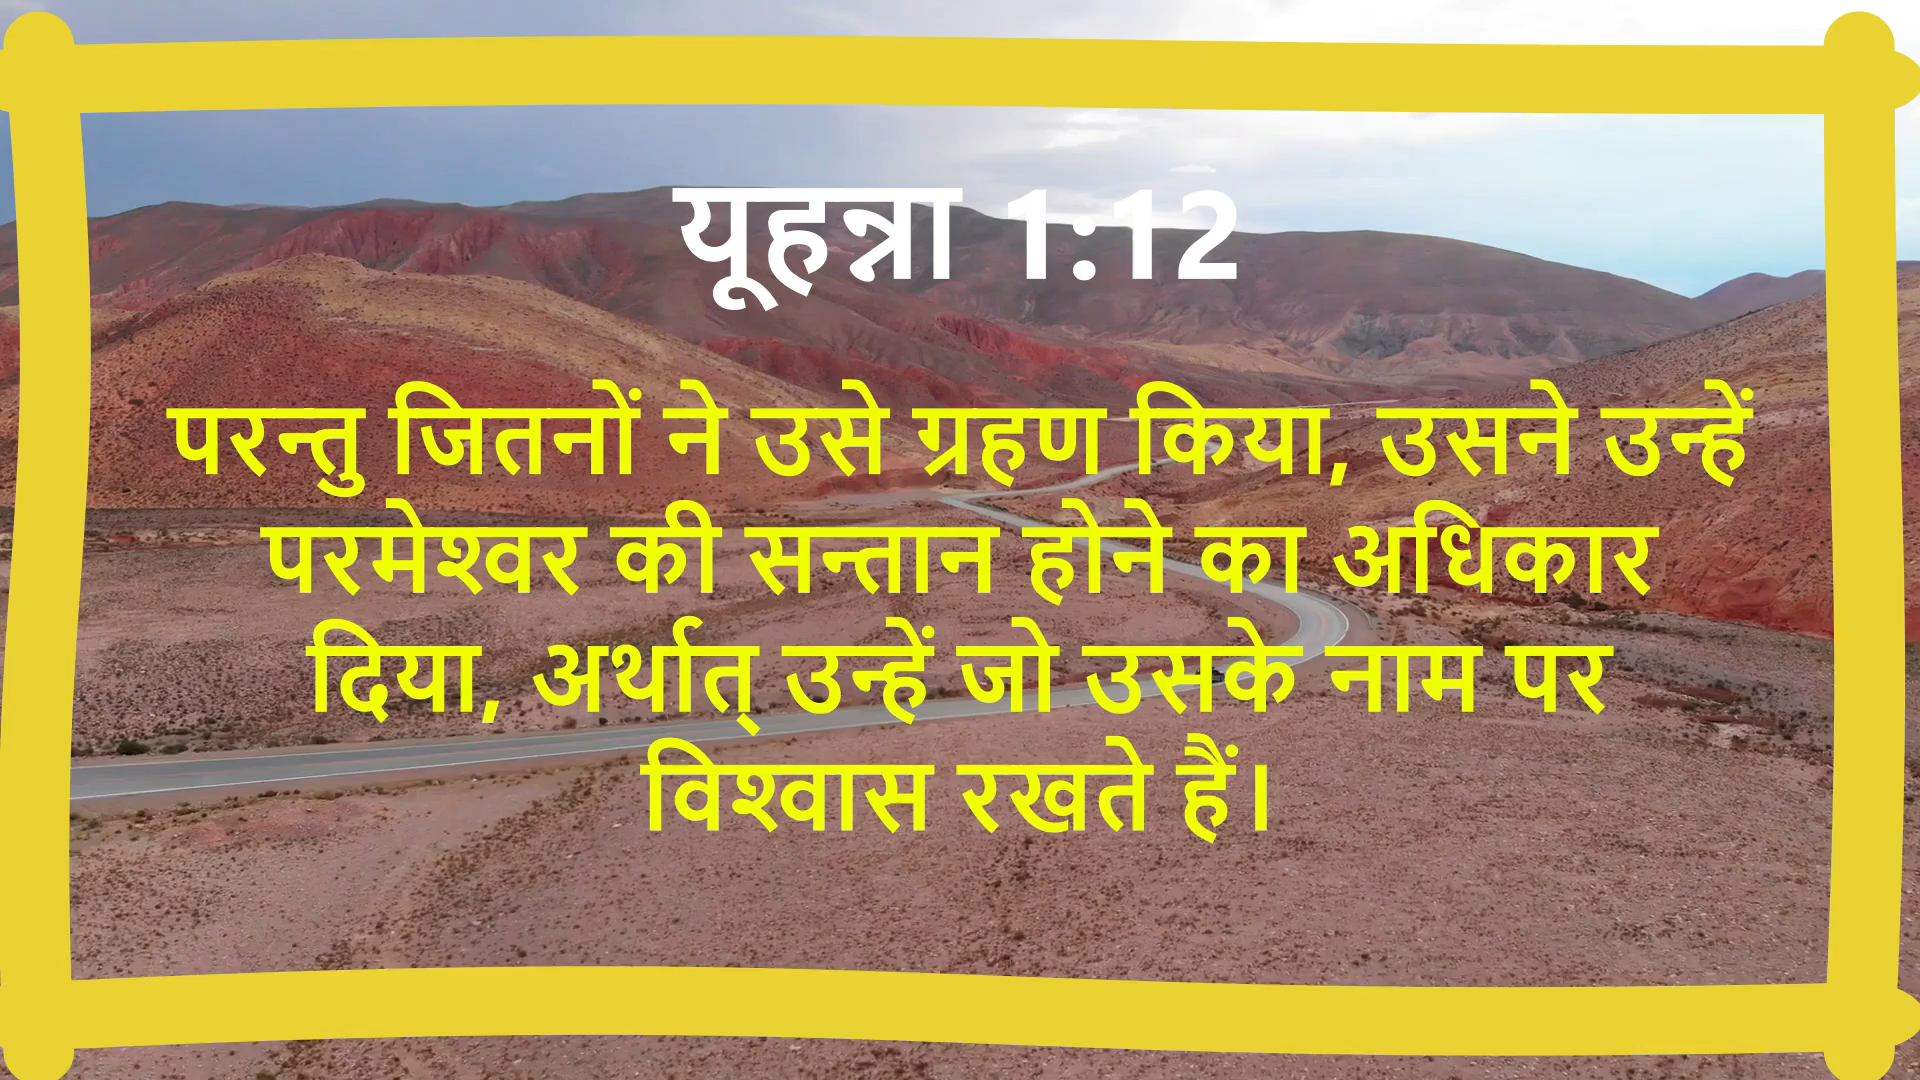 यूहन्ना 1:12
परन्तु जितनों ने उसे ग्रहण किया, उसने उन्हें
परमेश्वर की सन्तान होने का अधिकार
दिया, अर्थात् उन्हें जो उसके नाम पर
विश्वास रखते हैं।